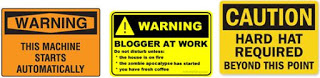 WARNING
THIS MACHINE
STARTS
AUTOMATICALLY
WARNING
BLOGGER AT WORK
Do not disturb unless:
• the house is on fire
• the zombie apocalypse has started
• you have fresh coffee
CAUTION
HARD HAT
REQUIRED
BEYOND THIS POINT